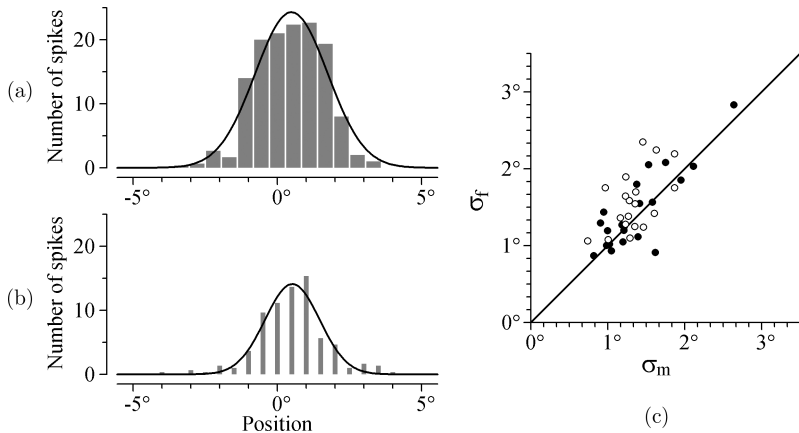 (a)
Number of spikes
20
10
0
-5° 0° 5°
(b)
Number of spikes
20
10
0
-5° 0° 5°
Position
σf
3°
2°
1°
0°
0° 1° 2° 3°
σm
(c)